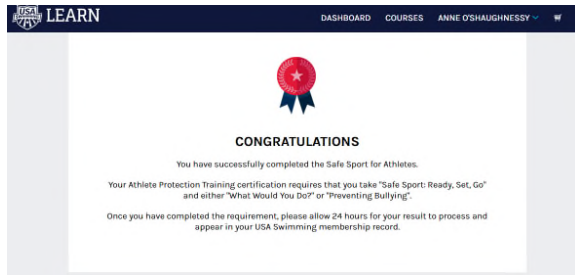 USA LEARN
DASHBOARD COURSES ANNE O'SHAUGHNESSY
CONGRATULATIONS
You have successfully completed the Safe Sport for Athletes.
Your Athlete Protection Training certification requires that you take "Safe Sport: Ready, Set, Go"
and either "What Would You Do?" or "Preventing Bullying".
Once you have completed the requirement, please allow 24 hours for your result to process and
appear in your USA Swimming membership record.